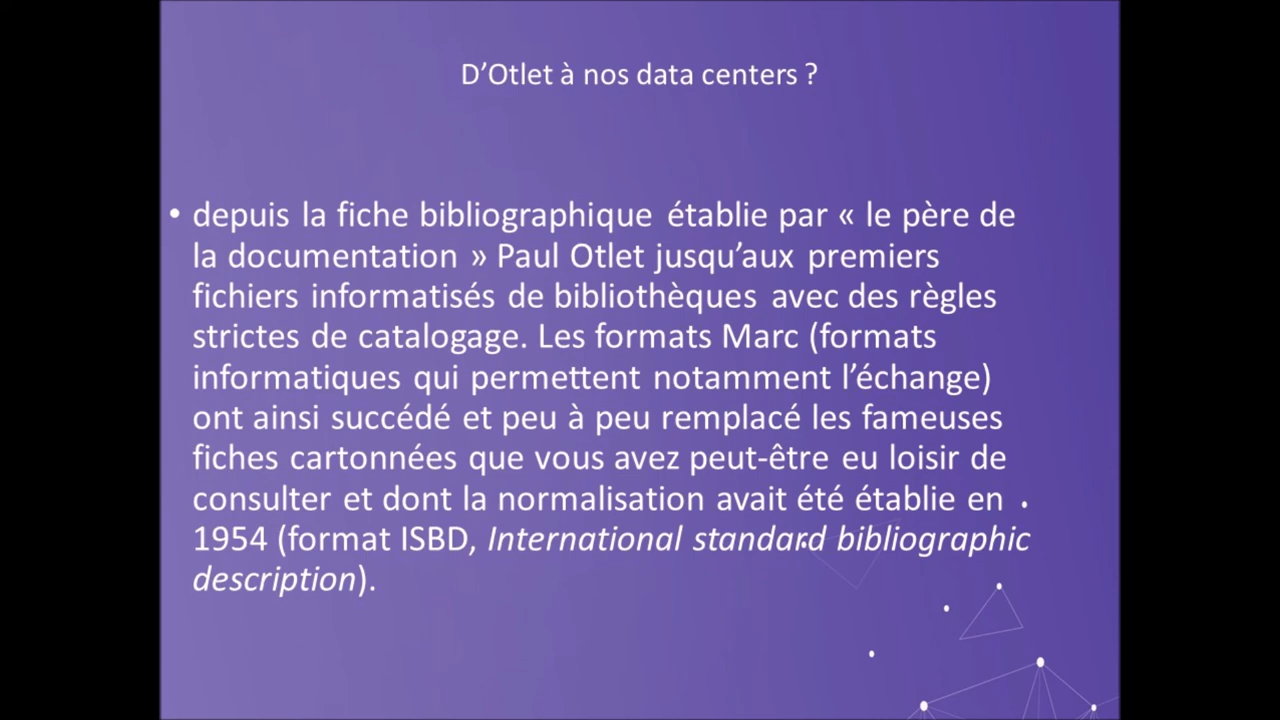 D’Otlet à nos data centers ?
• depuis la fiche bibliographique établie par « le père de
la documentation » Paul Otlet jusqu’aux premiers
fichiers informatisés de bibliothèques avec des règles
strictes de catalogage. Les formats Marc (formats
informatiques qui permettent notamment l’échange)
ont ainsi succédé et peu à peu remplacé les fameuses
fiches cartonnées que vous avez peut-être eu loisir de
consulter et dont la normalisation avait été établie en
1954 (format ISBD, International standard bibliographic
description).